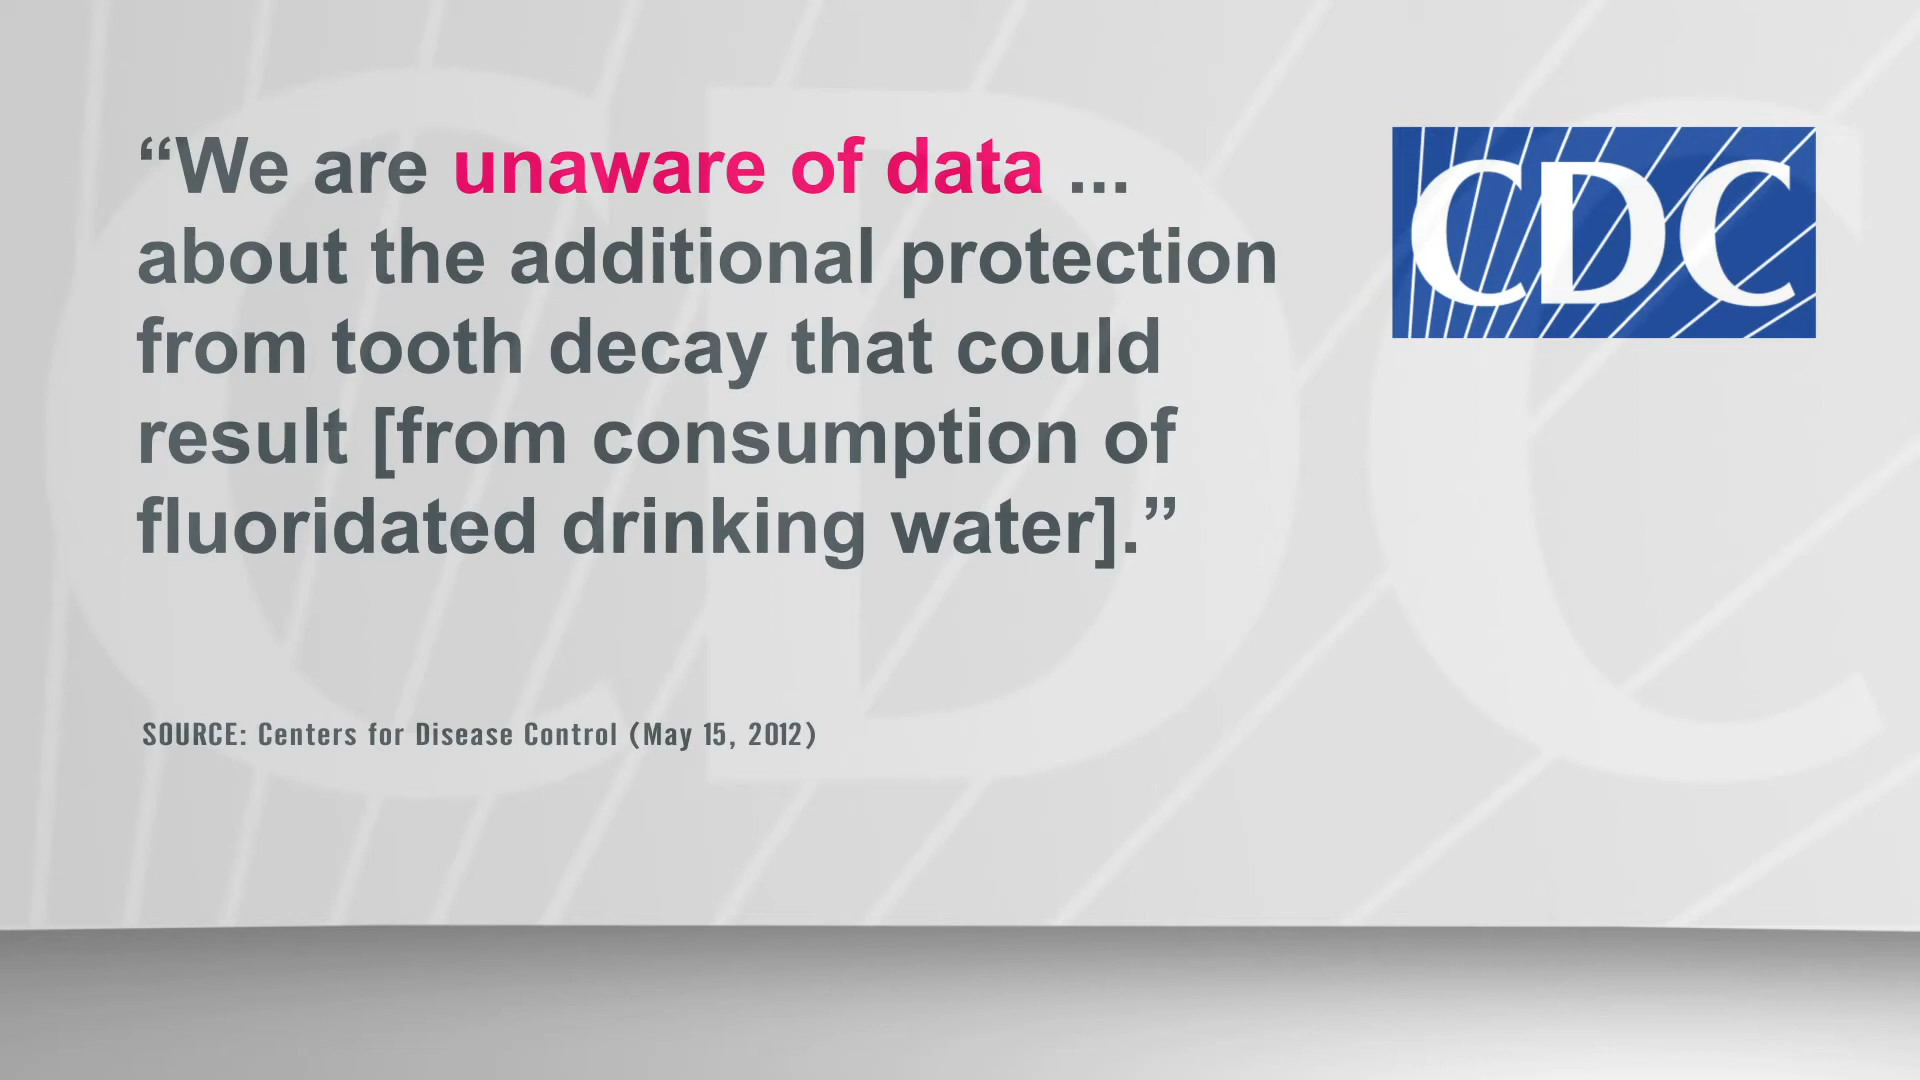 “We are unaware of data ...
about the additional protection
from tooth decay that could
result [from consumption of
fluoridated drinking water].”
CDC
SOURCE: Centers for Disease Control (May 15, 2012)